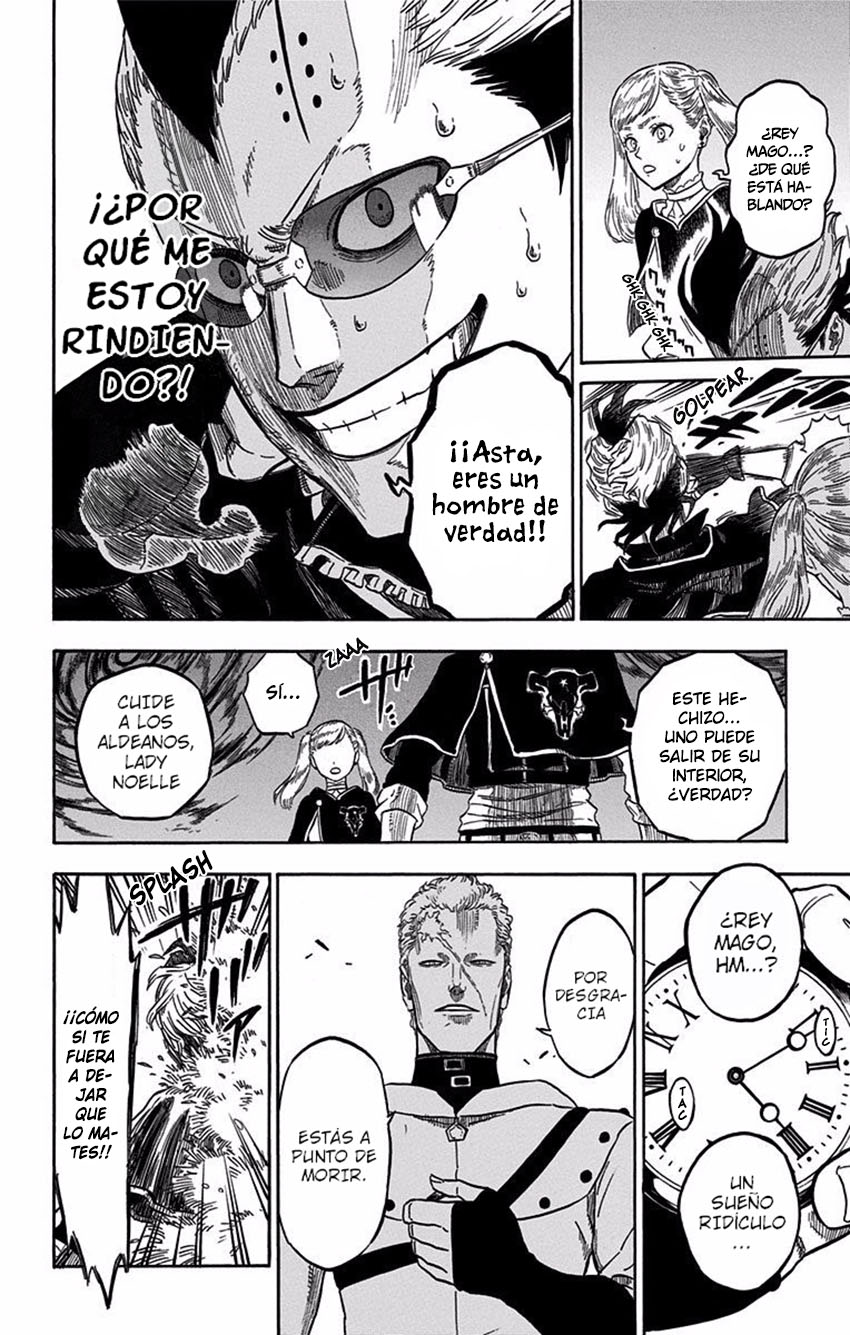 ¿REY
MAGO...?
¿DE QUÉ
ESTÁ HA-
BLANDO?
GHK-GHK-GHK
GOLPEAR
¡¿POR
QUÉ ME
ESTOY
RINDIEN-
DO?!
¡¡Asta,
eres un
hombre de
verdad!!
ESTE HE-
CHIZO...
UNO PUEDE
SALIR DE SU
INTERIOR,
¿VERDAD?
ZAAA
SÍ...
CUIDE
A LOS
ALDEANOS,
LADY
NOELLE
¿REY
MAGO,
HM...?
TIC
TAC
UN
SUEÑO
RIDÍCULO
...
POR
DESGRA-
CIA
ESTÁS A
PUNTO DE
MORIR.
SPLASH
¡¡CÓMO
SI TE
FUERA
A DE-
JAR
QUE
LO MA-
TES!!